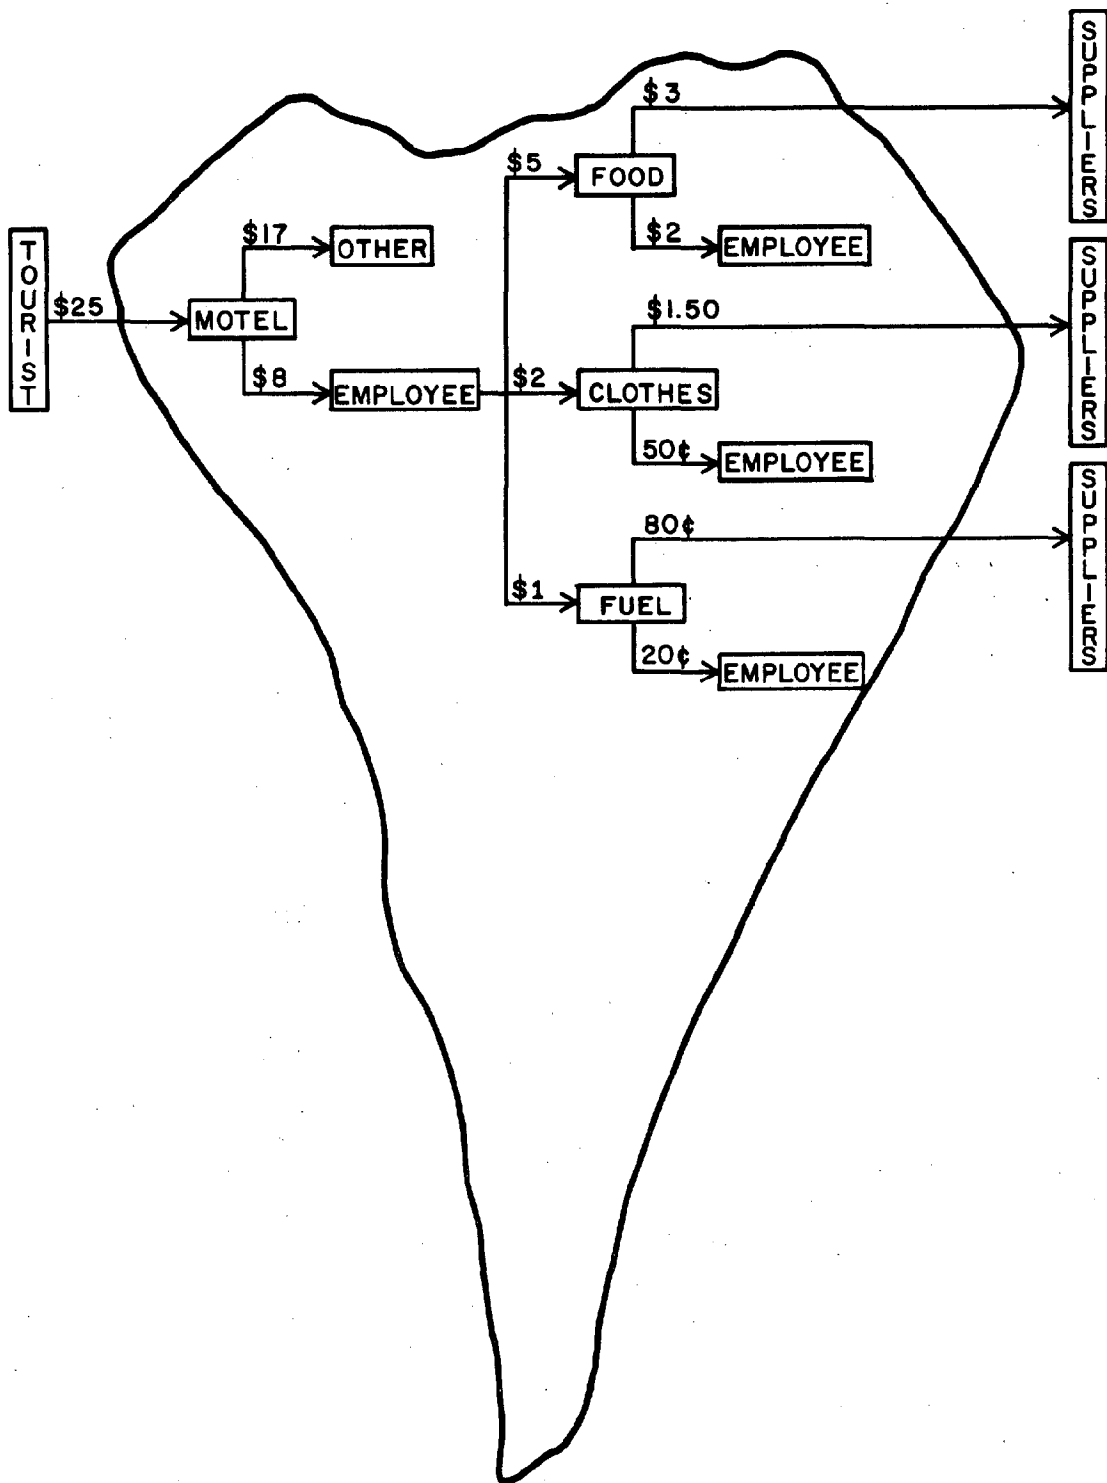 TOURIST
$25
MOTEL
$17
OTHER
$8
EMPLOYEE
$5
FOOD
$3
SUPPLIERS
$2
EMPLOYEE
$2
CLOTHES
$1.50
SUPPLIERS
50¢
EMPLOYEE
$1
FUEL
80¢
SUPPLIERS
20¢
EMPLOYEE